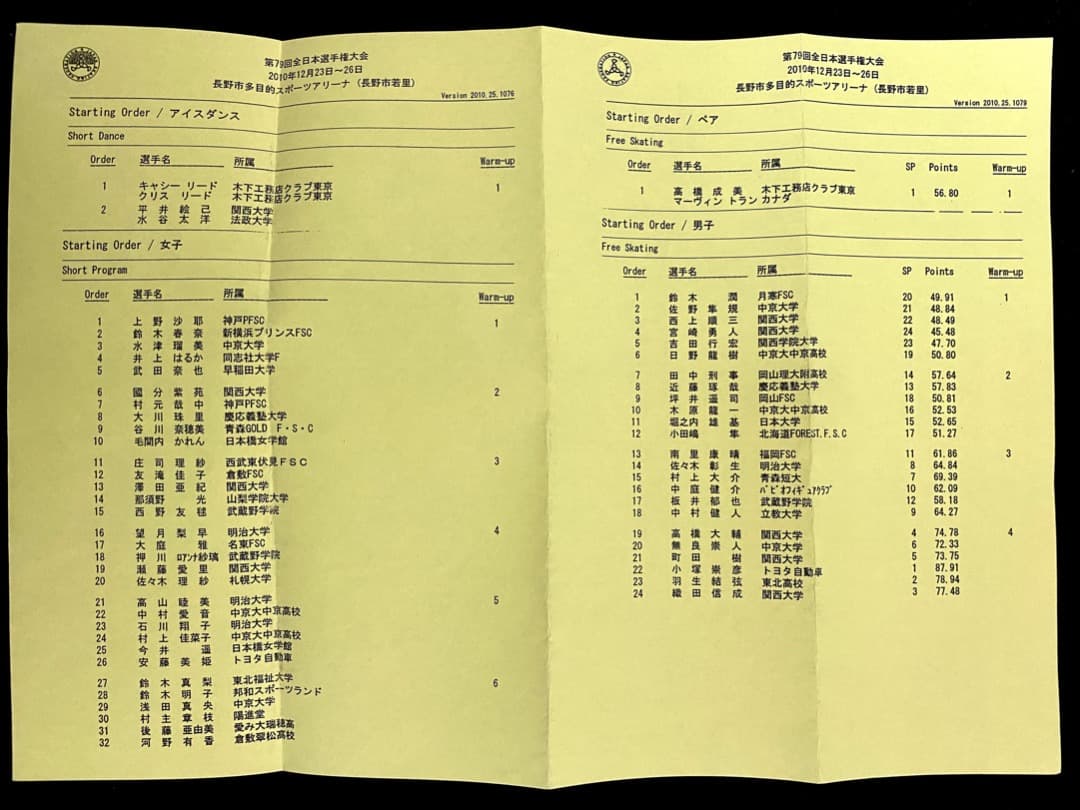 第79回全日本選手権大会
2010年12月23日～26日
長野市多目的スポーツアリーナ（長野市若里）
Version 2010.25.1076
Starting Order / アイスダンス
Short Dance
Order 選手名 所属 Warm-up
1 キャシー リード 木下工務店クラブ東京 1
クリス リード 木下工務店クラブ東京
2 平井 絵己 関西大学
水谷 太洋 法政大学
Starting Order / 女子
Short Program
Order 選手名 所属 Warm-up
1 上野 沙耶 神戸PFSC 1
2 鈴木 春奈 新横浜プリンスFSC
3 水津 瑠美 中京大学
4 井上 はるか 同志社大学F
5 武田 奈也 早稲田大学
6 國分 紫苑 関西大学 2
7 村元 哉中 神戸PFSC
8 大川 珠里 慶応義塾大学
9 谷川 奈穂美 青森GOLD F・S・C
10 毛間内 かれん 日本橋女学館
11 庄司 理紗 西武東伏見FSC 3
12 友滝 佳子 倉敷FSC
13 澤田 亜紀 関西大学
14 那須野 光 山梨学院大学
15 西野 友毬 武蔵野学院
16 望月 梨早 明治大学 4
17 大庭 雅 名東FSC
18 押川 ロアンナ紗璃 武蔵野学院
19 瀬藤 愛里 関西大学
20 佐々木 理紗 札幌大学
21 高山 睦美 明治大学 5
22 中村 愛音 中京大中京高校
23 石川 翔子 明治大学
24 村上 佳菜子 中京大中京高校
25 今井 遥 日本橋女学館
26 安藤 美姫 トヨタ自動車
27 鈴木 真梨 東北福祉大学 6
28 鈴木 明子 邦和スポーツランド
29 浅田 真央 中京大学
30 村主 章枝 陽進堂
31 後藤 亜由美 愛み大瑞穂高
32 河野 有香 倉敷翠松高校
第79回全日本選手権大会
2010年12月23日～26日
長野市多目的スポーツアリーナ（長野市若里）
Version 2010.25.1079
Starting Order / ペア
Free Skating
Order 選手名 所属 SP Points Warm-up
1 高橋 成美 木下工務店クラブ東京 1 56.80 1
マーヴィン トラン カナダ
Starting Order / 男子
Free Skating
Order 選手名 所属 SP Points Warm-up
1 鈴木 潤 月寒FSC 20 49.91 1
2 佐野 隼規 中京大学 21 48.84
3 西上 順三 関西大学 22 48.49
4 宮崎 勇人 関西大学 24 45.48
5 吉田 行宏 関西学院大学 23 47.70
6 日野 龍樹 中京大中京高校 19 50.80
7 田中 刑事 岡山理大附高校 14 57.64 2
8 近藤 琢哉 慶応義塾大学 13 57.83
9 坪井 遥司 岡山FSC 18 50.81
10 木原 龍一 中京大中京高校 16 52.53
11 堀之内 雄基 日本大学 15 52.65
12 小田嶋 隼 北海道FOREST.F.S.C 17 51.27
13 南里 康晴 福岡FSC 11 61.86 3
14 佐々木 彰生 明治大学 8 64.84
15 村上 大介 青森短大 7 69.39
16 中庭 健介 パピオフィギュアクラブ 10 62.09
17 板井 郁也 武蔵野学院 12 58.18
18 中村 健人 立教大学 9 64.27
19 高橋 大輔 関西大学 4 74.78 4
20 無良 崇人 中京大学 6 72.33
21 町田 樹 関西大学 5 73.75
22 小塚 崇彦 トヨタ自動車 1 87.91
23 羽生 結弦 東北高校 2 78.94
24 織田 信成 関西大学 3 77.48